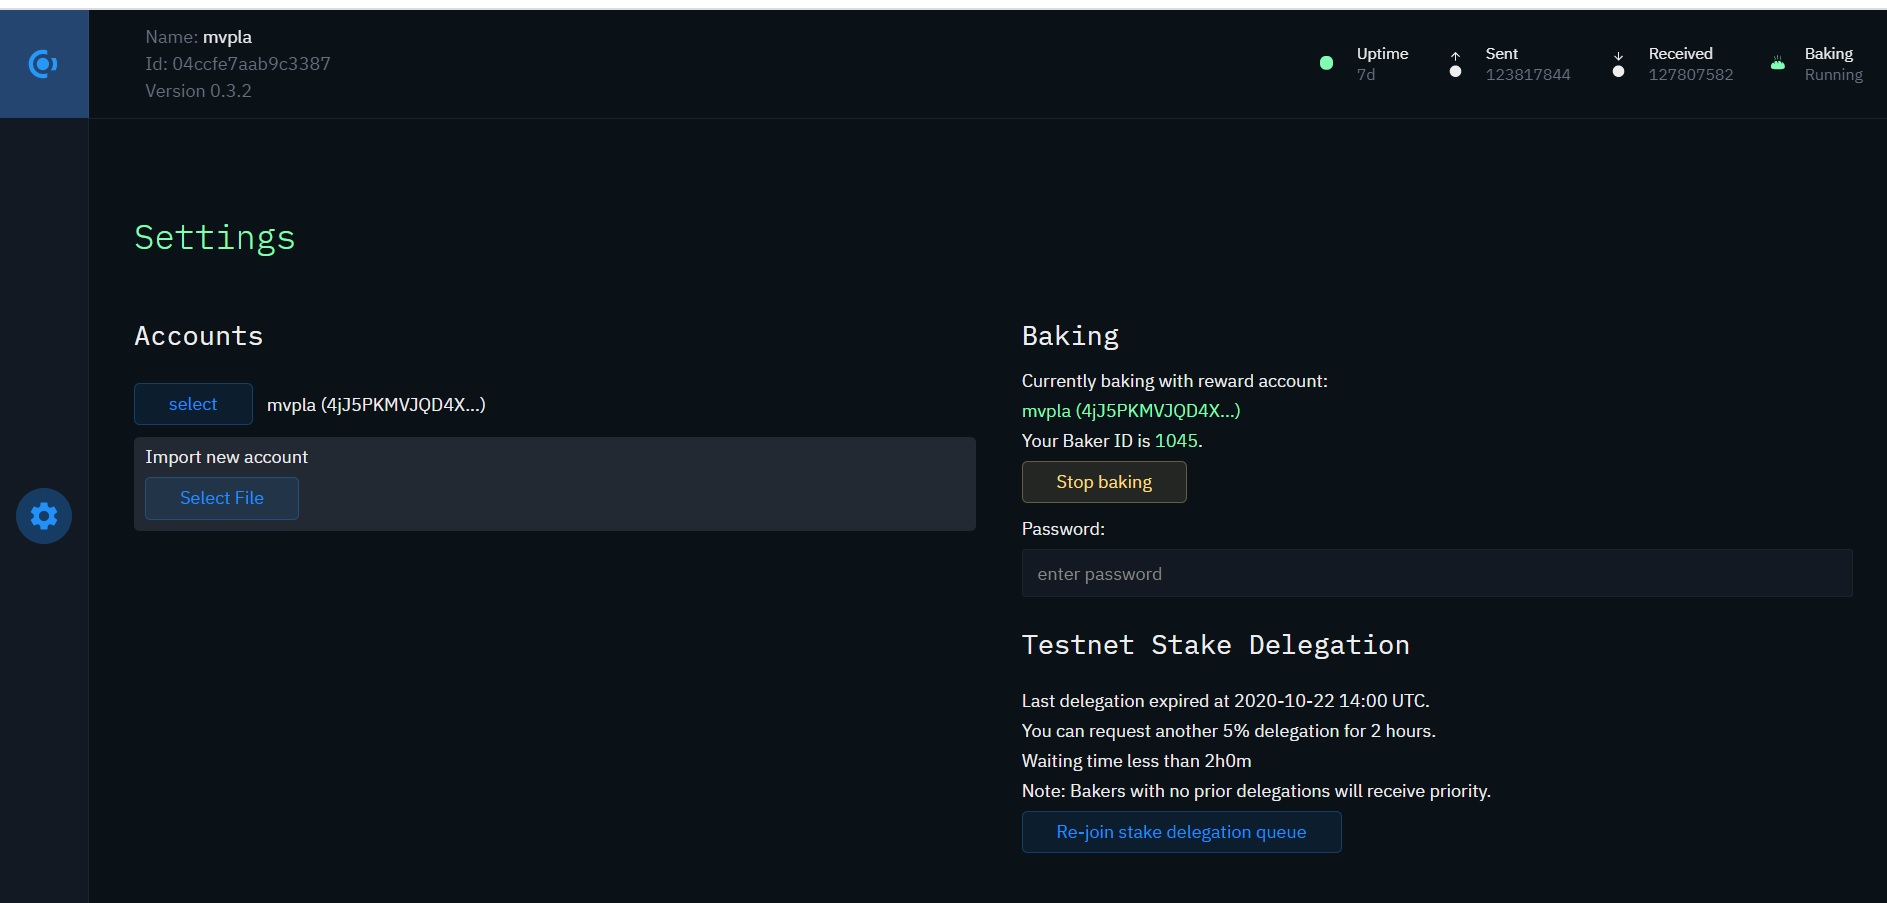 Name: mvpla
Id: 04ccfe7aab9c3387
Version 0.3.2
Uptime
7d
Sent
123817844
Received
127807582
Baking
Running
Settings
Accounts
select mvpla (4jJ5PKMVJQD4X...)
Import new account
Select File
Baking
Currently baking with reward account:
mvpla (4jJ5PKMVJQD4X...)
Your Baker ID is 1045.
Stop baking
Password:
enter password
Testnet Stake Delegation
Last delegation expired at 2020-10-22 14:00 UTC.
You can request another 5% delegation for 2 hours.
Waiting time less than 2h0m
Note: Bakers with no prior delegations will receive priority.
Re-join stake delegation queue